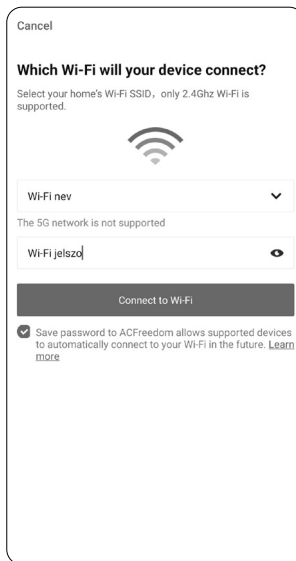 Cancel
Which Wi-Fi will your device connect?
Select your home's Wi-Fi SSID，only 2.4Ghz Wi-Fi is
supported.
Wi-Fi nev
The 5G network is not supported
Wi-Fi jelszo
Connect to Wi-Fi
Save password to ACFreedom allows supported devices
to automatically connect to your Wi-Fi in the future. Learn
more